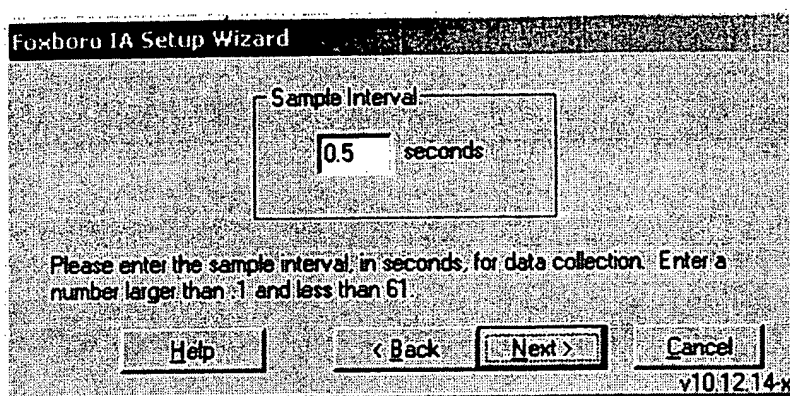 Foxboro IA Setup Wizard
Sample Interval
0.5 seconds
Please enter the sample interval, in seconds, for data collection. Enter a
number larger than .1 and less than 61.
Help < Back Next > Cancel
v10,12,14-x